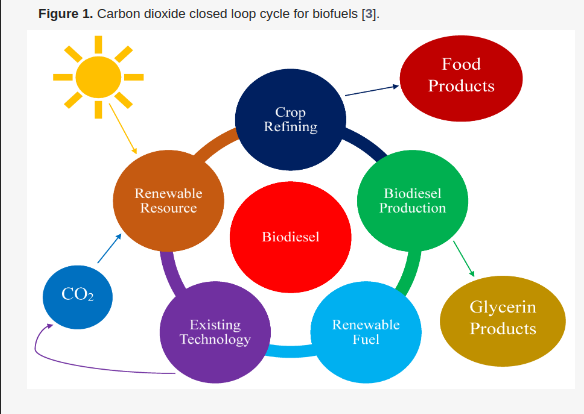 Figure 1. Carbon dioxide closed loop cycle for biofuels [3].
Food
Products
Crop
Refining
Renewable
Resource
Biodiesel
Production
Biodiesel
CO₂
Glycerin
Products
Existing
Technology
Renewable
Fuel